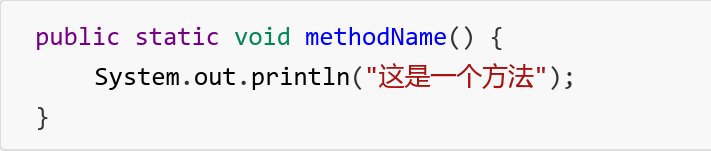 public static void methodName() {
    System.out.println("这是一个方法");
}